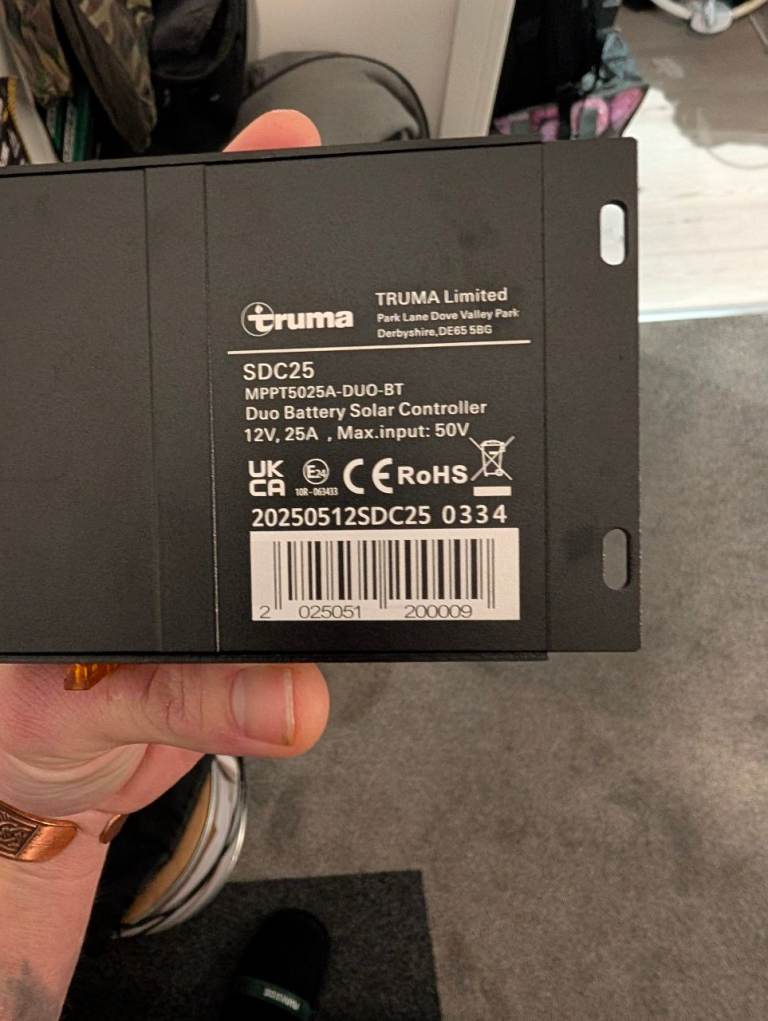 truma
TRUMA Limited
Park Lane Dove Valley Park
Derbyshire,DE65 5BG
SDC25
MPPT5025A-DUO-BT
Duo Battery Solar Controller
12V, 25A , Max.input: 50V
UK
CA
E24
10R-063433
CE RoHS
20250512SDC25 0334
2 025051 200009